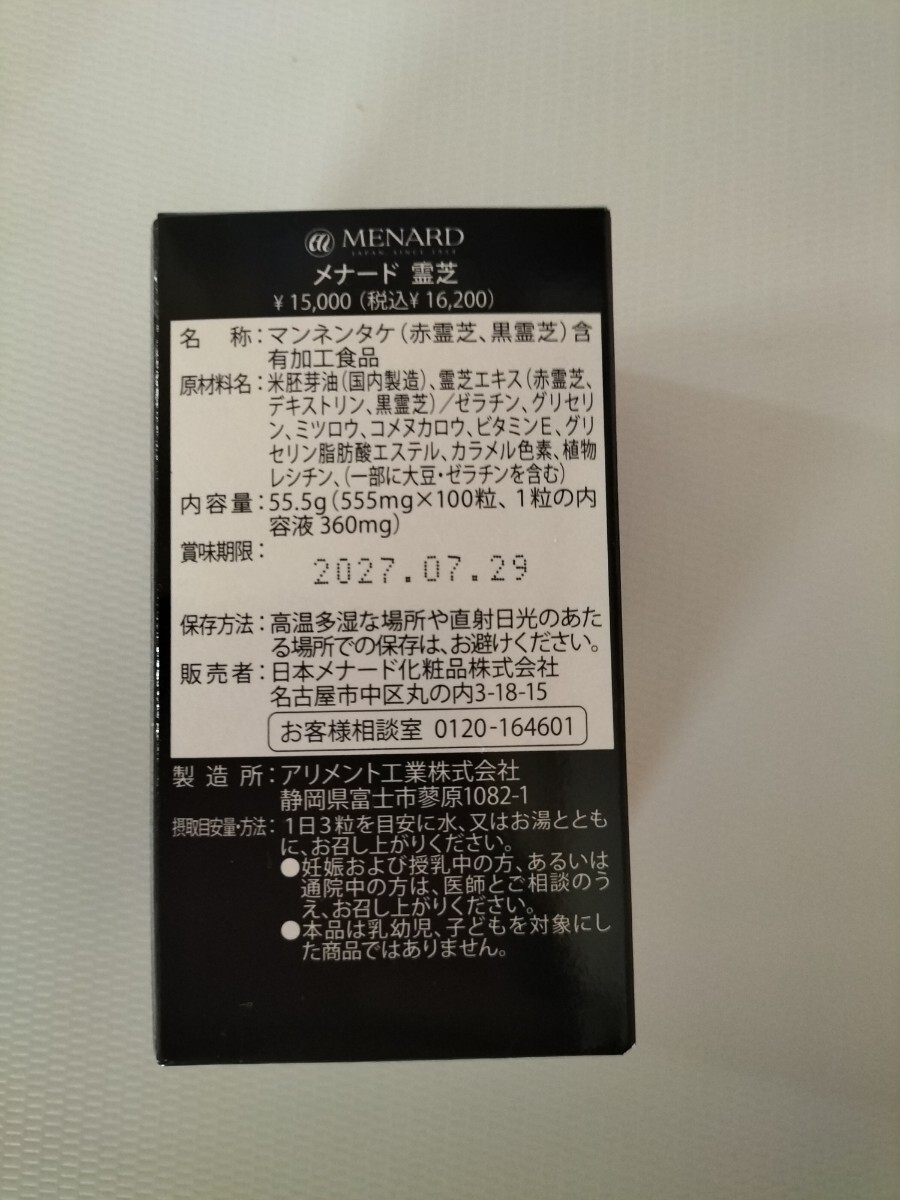 MENARD
JAPAN SINCE 1959
メナード 霊芝
¥15,000（税込¥16,200）
名 称：マンネンタケ（赤霊芝、黒霊芝）含
有加工食品
原材料名：米胚芽油（国内製造）、霊芝エキス（赤霊芝、
デキストリン、黒霊芝）／ゼラチン、グリセリ
ン、ミツロウ、コメヌカロウ、ビタミンE、グリ
セリン脂肪酸エステル、カラメル色素、植物
レシチン、（一部に大豆・ゼラチンを含む）
内容量：55.5g（555mg×100粒、1粒の内
容液 360mg）
賞味期限：
2027.07.29
保存方法：高温多湿な場所や直射日光のあた
る場所での保存は、お避けください。
販売者：日本メナード化粧品株式会社
名古屋市中区丸の内3-18-15
お客様相談室 0120-164601
製造所：アリメント工業株式会社
静岡県富士市蓼原1082-1
摂取目安量・方法：1日3粒を目安に水、又はお湯ととも
に、お召し上がりください。
●妊娠および授乳中の方、あるいは
通院中の方は、医師とご相談のう
え、お召し上がりください。
●本品は乳幼児、子どもを対象にし
た商品ではありません。